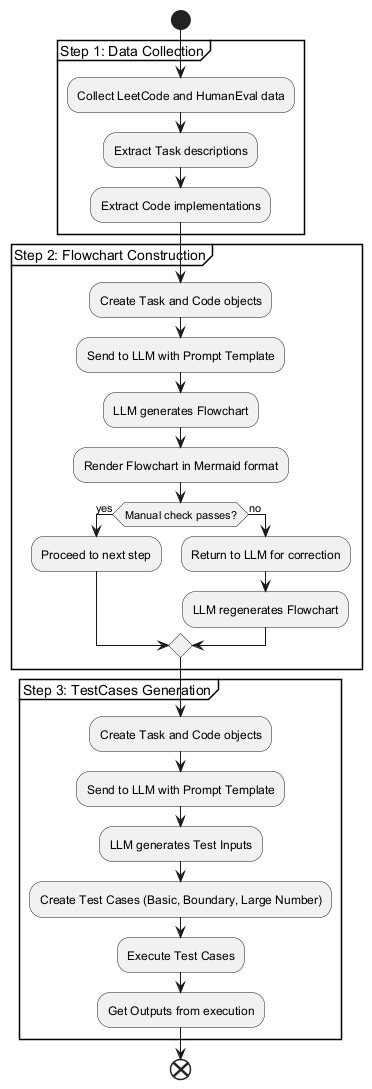 Step 1: Data Collection
Collect LeetCode and HumanEval data
Extract Task descriptions
Extract Code implementations
Step 2: Flowchart Construction
Create Task and Code objects
Send to LLM with Prompt Template
LLM generates Flowchart
Render Flowchart in Mermaid format
yes
Manual check passes?
no
Proceed to next step
Return to LLM for correction
LLM regenerates Flowchart
Step 3: TestCases Generation
Create Task and Code objects
Send to LLM with Prompt Template
LLM generates Test Inputs
Create Test Cases (Basic, Boundary, Large Number)
Execute Test Cases
Get Outputs from execution